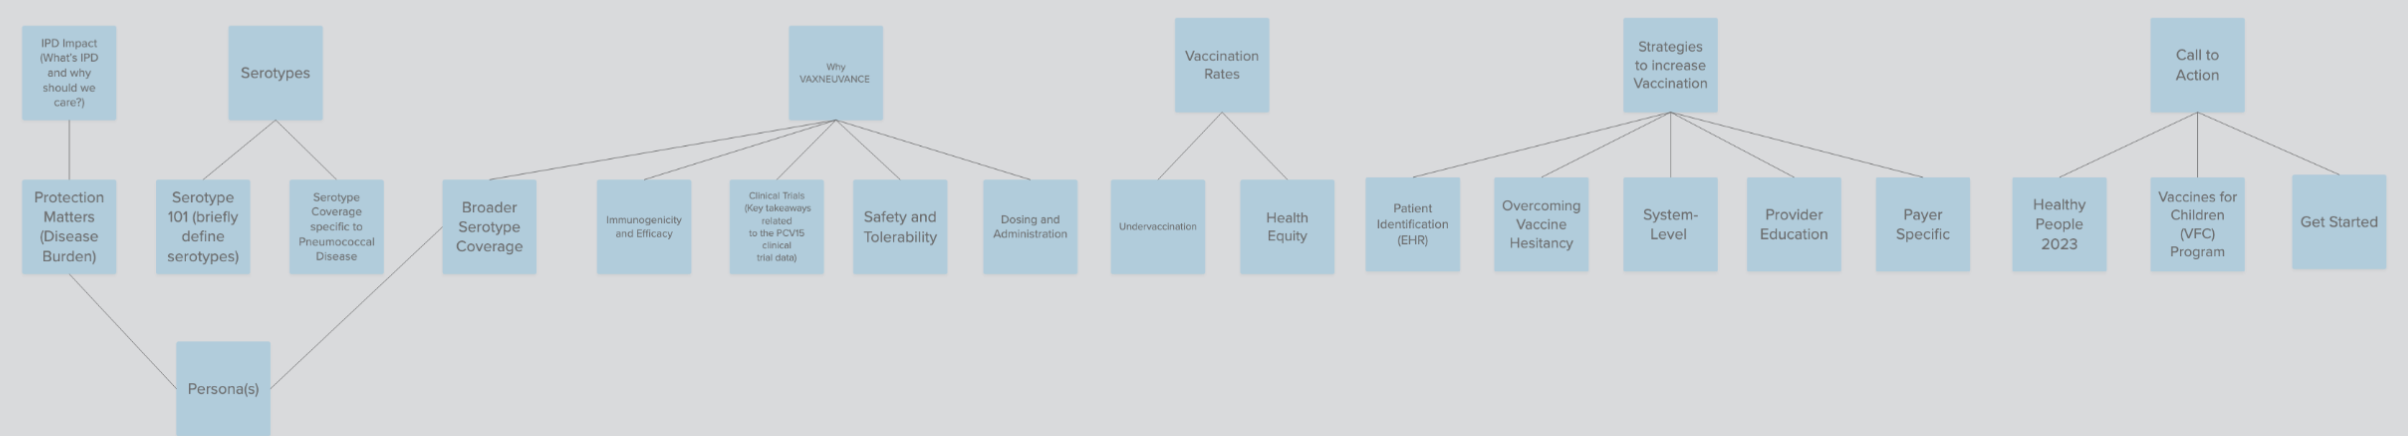 IPD Impact
(What's IPD
and why
should we
care?)
Serotypes
Why
VAXNEUVANCE
Vaccination
Rates
Strategies
to increase
Vaccination
Call to
Action
Protection
Matters
(Disease
Burden)
Serotype
101 (briefly
define
serotypes)
Serotype
Coverage
specific to
Pneumococcal
Disease
Broader
Serotype
Coverage
Immunogenicity
and Efficacy
Clinical Trials
(Key takeaways
related
to the PCV15
clinical
trial data)
Safety and
Tolerability
Dosing and
Administration
Undervaccination
Health
Equity
Patient
Identification
(EHR)
Overcoming
Vaccine
Hesitancy
System-
Level
Provider
Education
Payer
Specific
Healthy
People
2023
Vaccines for
Children
(VFC)
Program
Get Started
Persona(s)